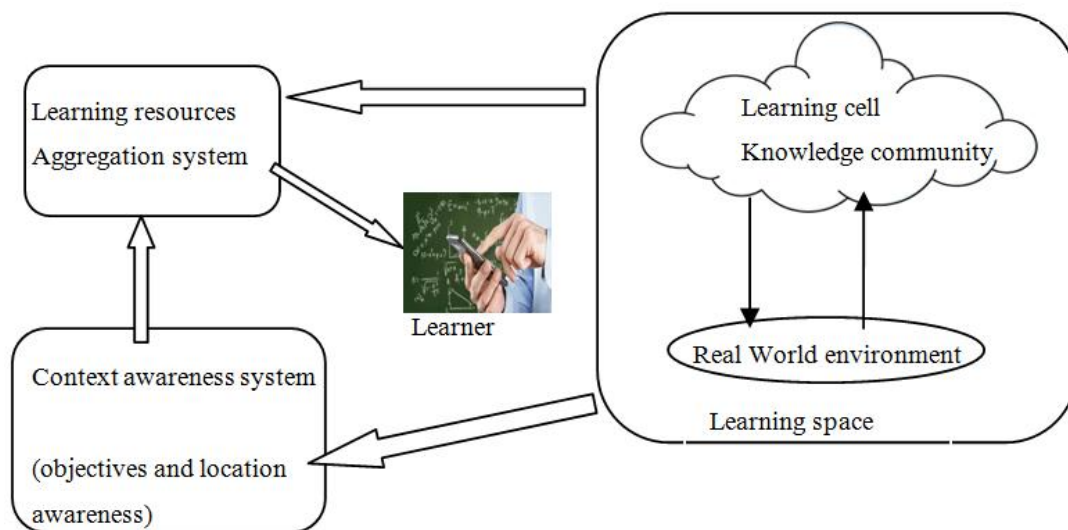 Learning resources
Aggregation system
Learning cell
Knowledge community
Learner
Real World environment
Context awareness system
(objectives and location
awareness)
Learning space